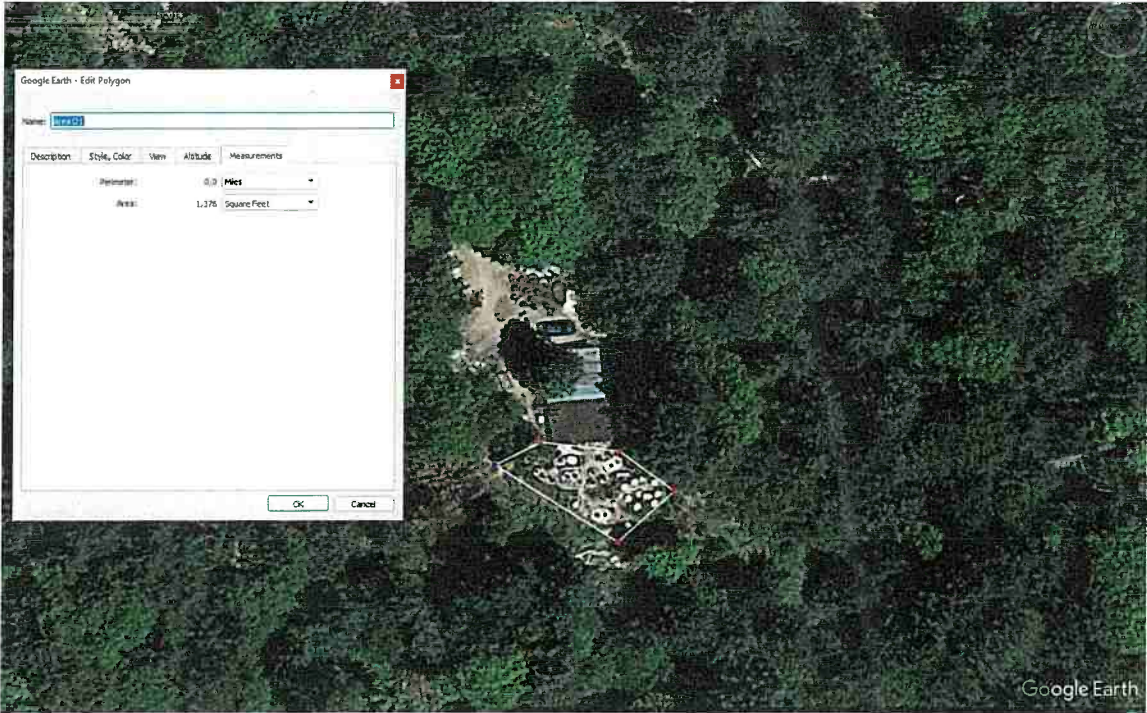 Google Earth - Edit Polygon
Name:
Description Style, Color View Altitude Measurements
Perimeter: 0.0 Miles
Area: 1,376 Square Feet
OK Cancel
Google Earth